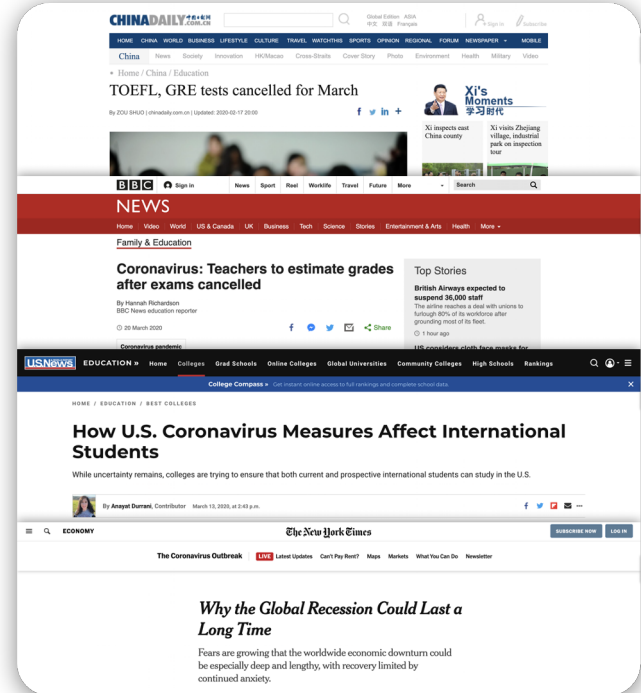 CHINADAILY 中国日报网 .COM.CN
Global Edition ASIA
中文 双语 Français
Sign in Subscribe
HOME CHINA WORLD BUSINESS LIFESTYLE CULTURE TRAVEL WATCHTHIS SPORTS OPINION REGIONAL FORUM NEWSPAPER MOBILE
China News Society Innovation HK/Macao Cross-Straits Cover Story Photo Environment Health Military Video
Home / China / Education
TOEFL, GRE tests cancelled for March
By ZOU SHUO | chinadaily.com.cn | Updated: 2020-02-17 20:00
Xi's
Moments
学习时代
Xi inspects east
China county
Xi visits Zhejiang
village, industrial
park on inspection
tour
BBC Sign in News Sport Reel Worklife Travel Future More Search
NEWS
Home Video World US & Canada UK Business Tech Science Stories Entertainment & Arts Health More
Family & Education
Coronavirus: Teachers to estimate grades
after exams cancelled
By Hannah Richardson
BBC News education reporter
20 March 2020
Share
Coronavirus pandemic
Top Stories
British Airways expected to
suspend 36,000 staff
The airline reaches a deal with unions to
furlough 80% of its workforce after
grounding most of its fleet.
1 hour ago
US considers cloth face masks for
U.S.News EDUCATION » Home Colleges Grad Schools Online Colleges Global Universities Community Colleges High Schools Rankings
College Compass » Get instant online access to full rankings and complete school data.
HOME / EDUCATION / BEST COLLEGES
How U.S. Coronavirus Measures Affect International
Students
While uncertainty remains, colleges are trying to ensure that both current and prospective international students can study in the U.S.
By Anayat Durrani, Contributor March 13, 2020, at 2:43 p.m.
ECONOMY The New York Times SUBSCRIBE NOW LOG IN
The Coronavirus Outbreak LIVE Latest Updates Can't Pay Rent? Maps Markets What You Can Do Newsletter
Why the Global Recession Could Last a
Long Time
Fears are growing that the worldwide economic downturn could
be especially deep and lengthy, with recovery limited by
continued anxiety.